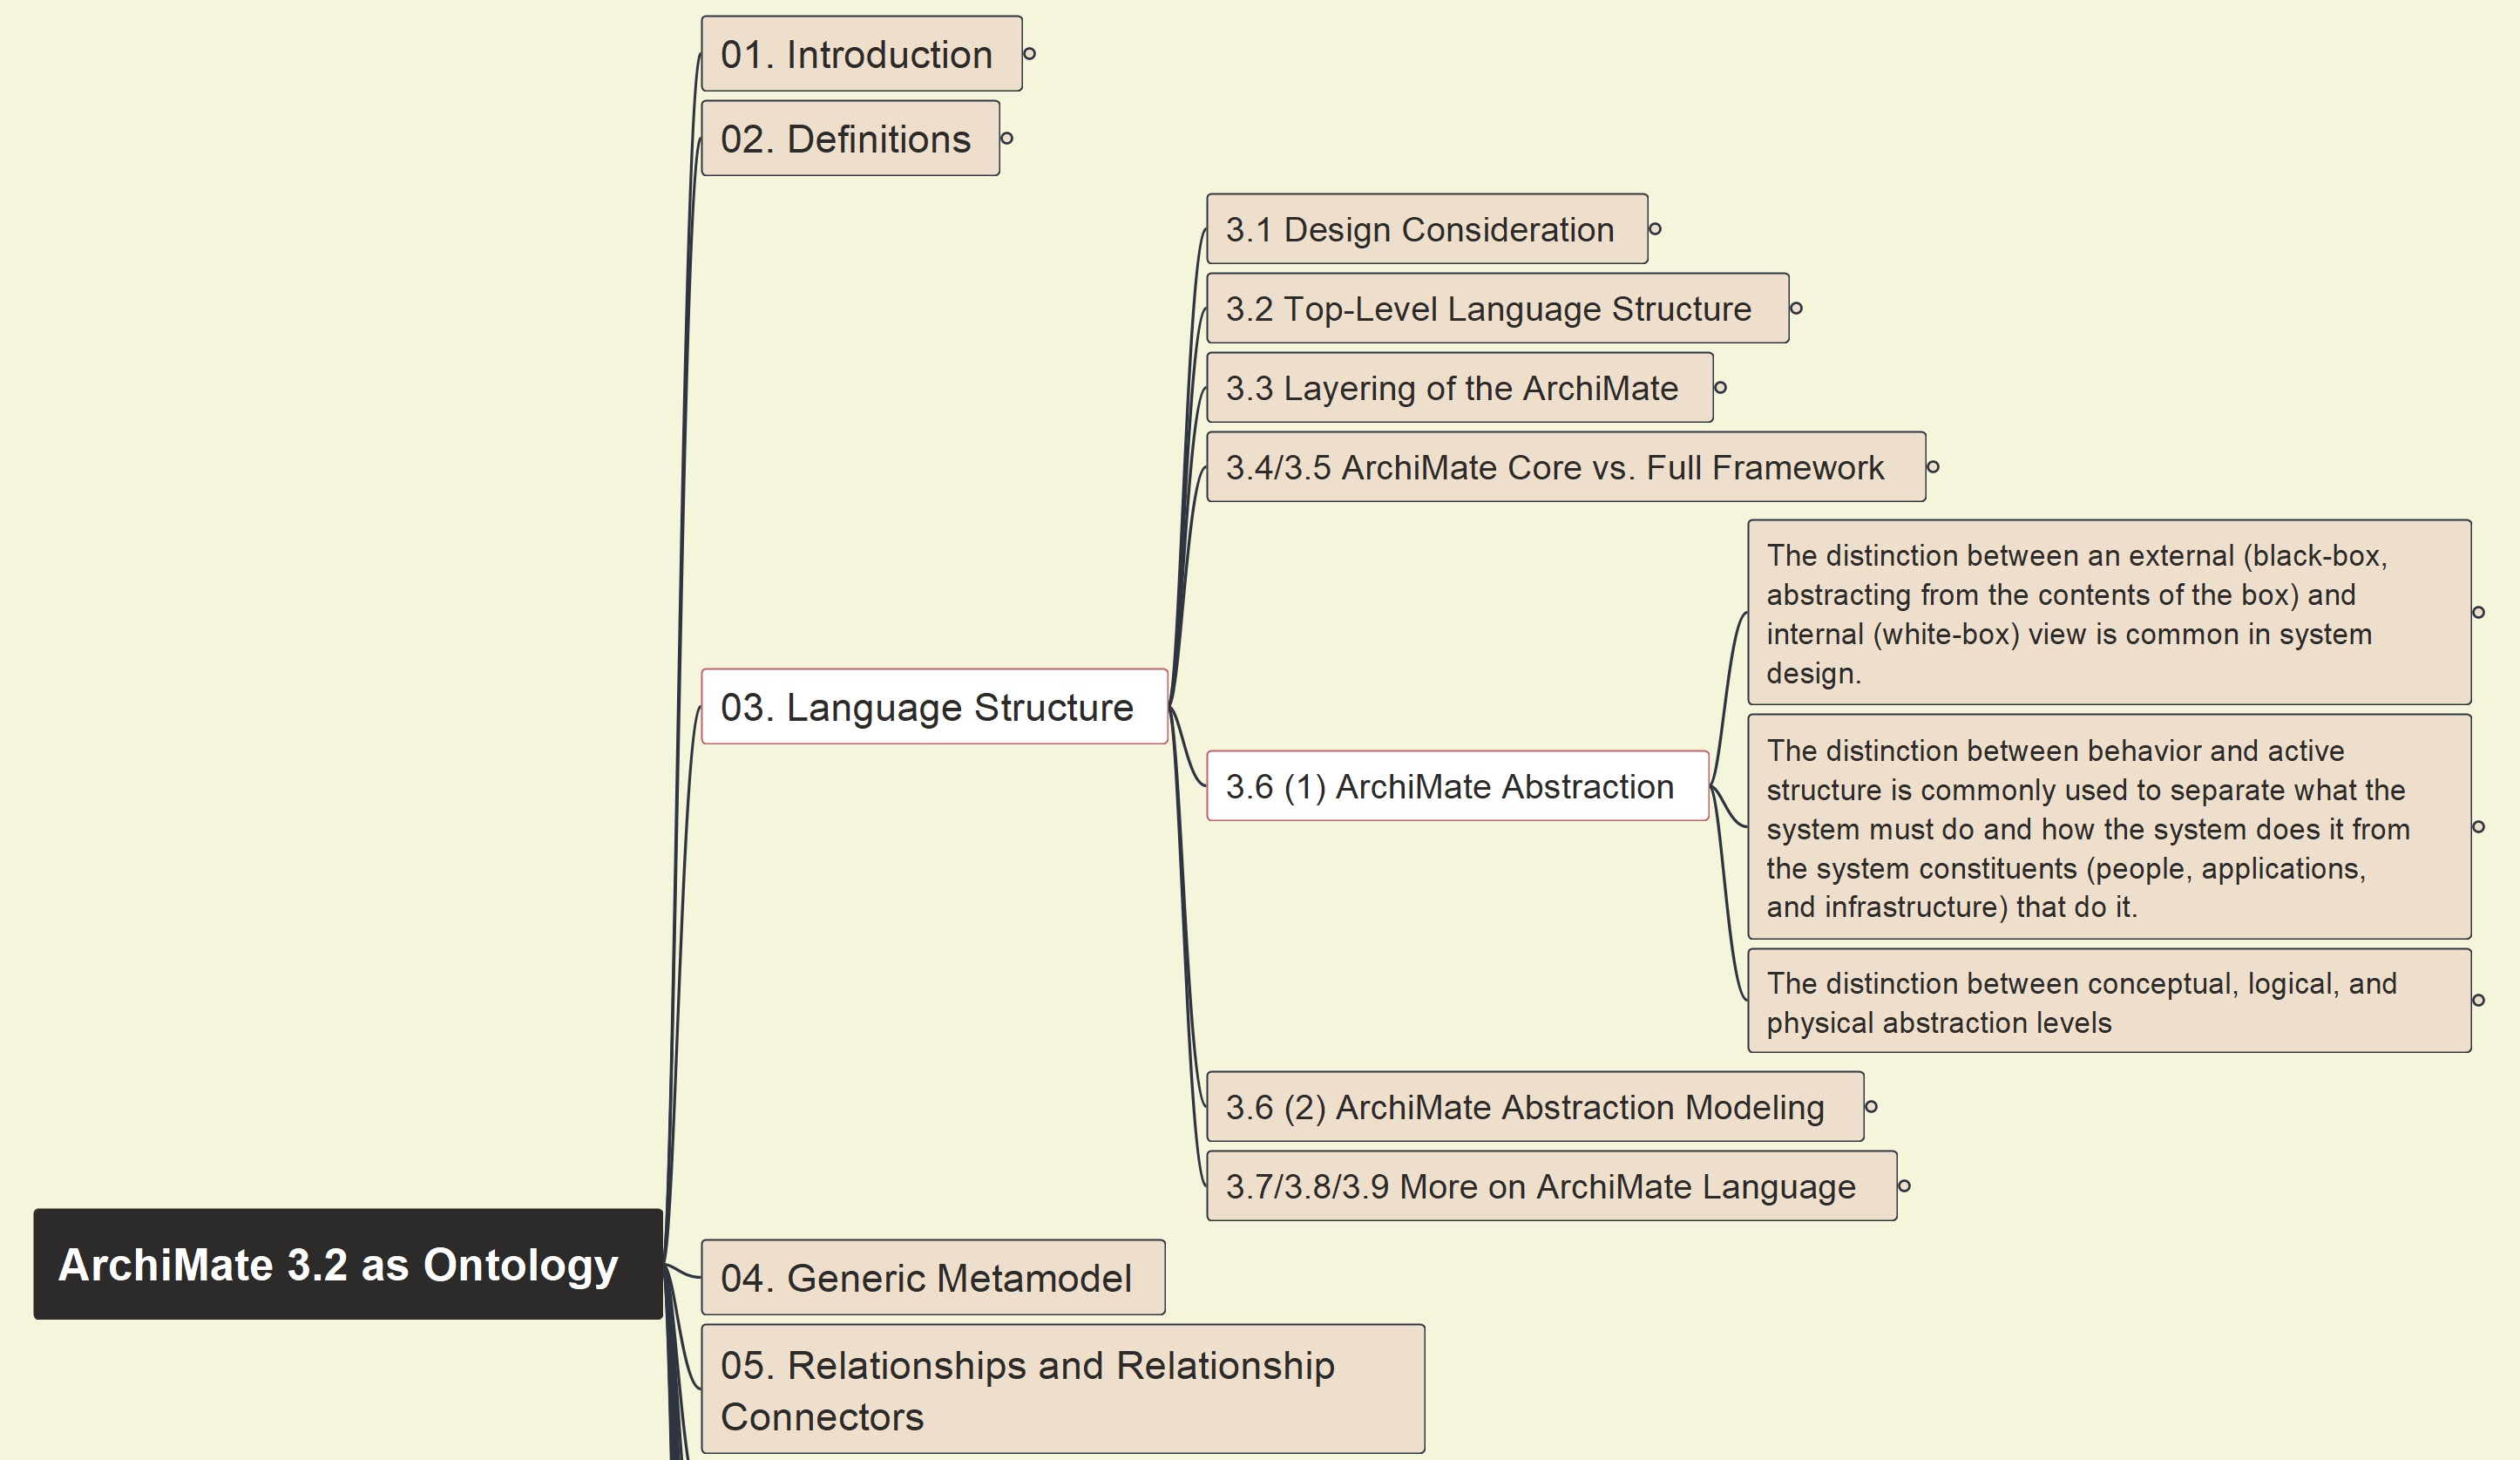 01. Introduction
02. Definitions
3.1 Design Consideration
3.2 Top-Level Language Structure
3.3 Layering of the ArchiMate
3.4/3.5 ArchiMate Core vs. Full Framework
The distinction between an external (black-box,
abstracting from the contents of the box) and
internal (white-box) view is common in system
design.
03. Language Structure
3.6 (1) ArchiMate Abstraction
The distinction between behavior and active
structure is commonly used to separate what the
system must do and how the system does it from
the system constituents (people, applications,
and infrastructure) that do it.
The distinction between conceptual, logical, and
physical abstraction levels
3.6 (2) ArchiMate Abstraction Modeling
3.7/3.8/3.9 More on ArchiMate Language
ArchiMate 3.2 as Ontology
04. Generic Metamodel
05. Relationships and Relationship
Connectors